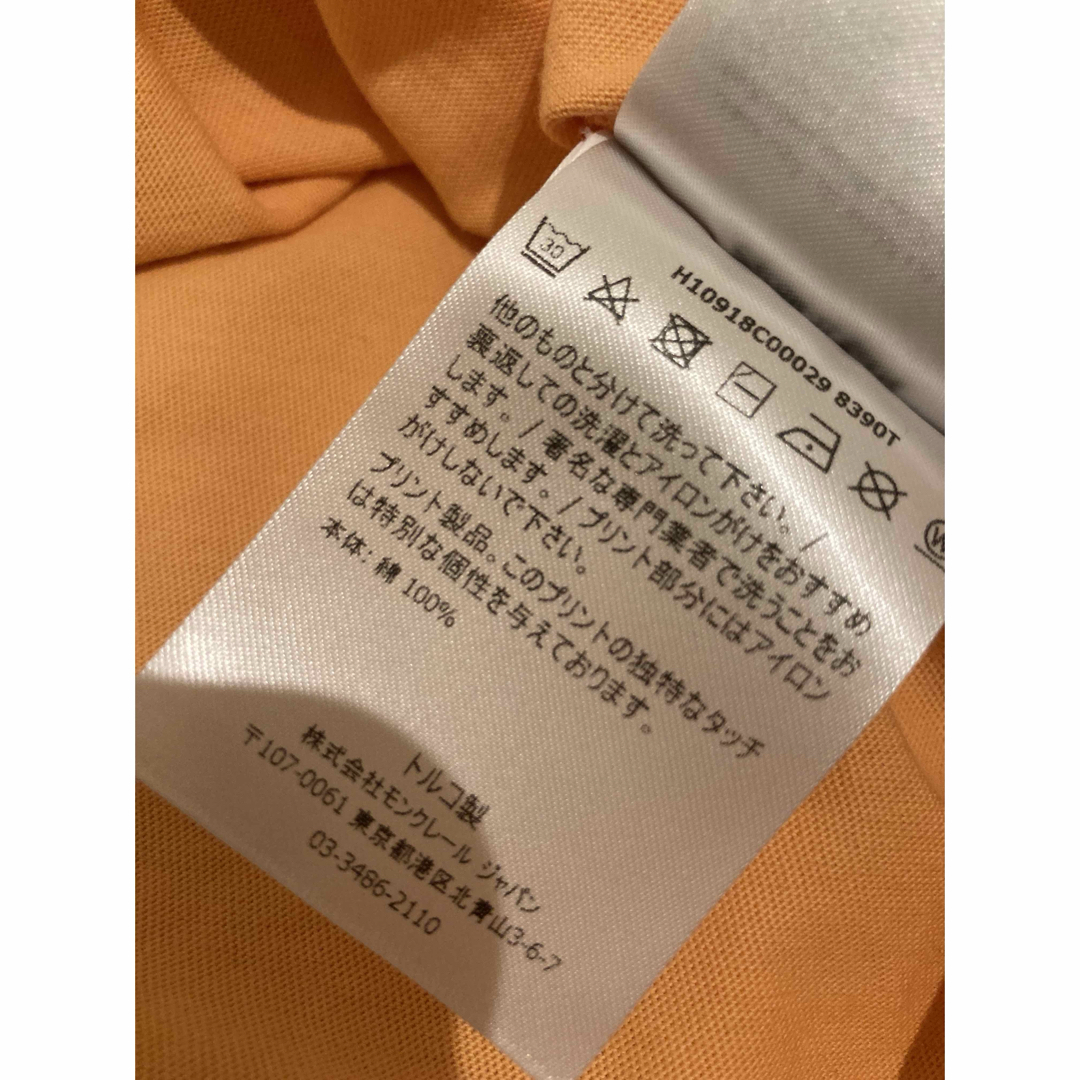 H10918C00029 8390T
30
W
他のものと分けて洗って下さい。/
裏返しての洗濯とアイロンがけをおすすめ
します。/ 著名な専門業者で洗うことをお
すすめします。/ プリント部分にはアイロン
がけしないで下さい。
プリント製品。このプリントの独特なタッチ
は特別な個性を与えております。
本体: 綿 100%
トルコ製
株式会社モンクレール ジャパン
〒107-0061 東京都港区北青山3-6-7
03-3486-2110